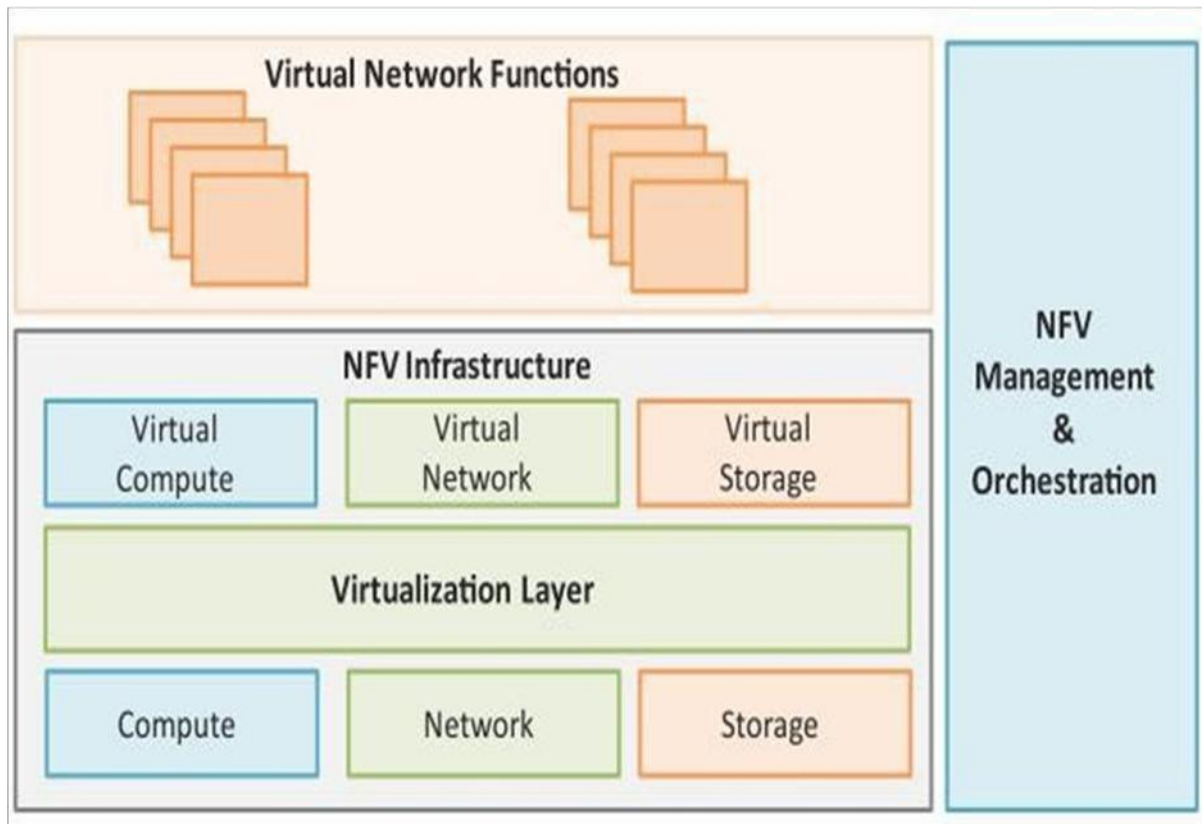 Virtual Network Functions
NFV Infrastructure
Virtual
Compute
Virtual
Network
Virtual
Storage
Virtualization Layer
Compute
Network
Storage
NFV
Management
&
Orchestration